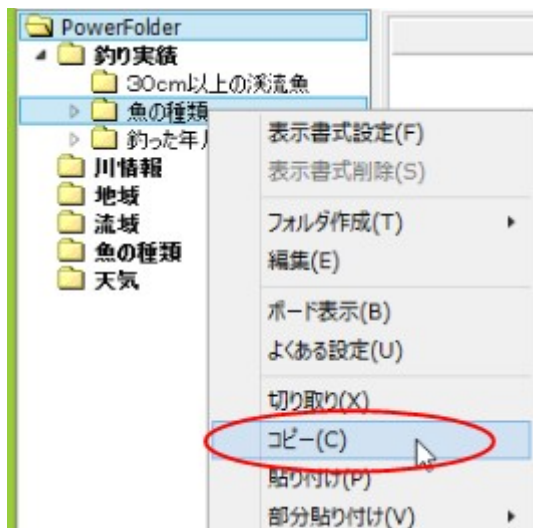 PowerFolder
釣り実績
30cm以上の渓流魚
魚の種類
釣った年
川情報
地域
流域
魚の種類
天気
表示書式設定(F)
表示書式削除(S)
フォルダ作成(T)
編集(E)
ボード表示(B)
よくある設定(U)
切り取り(X)
コピー(C)
貼り付け(P)
部分貼り付け(V)